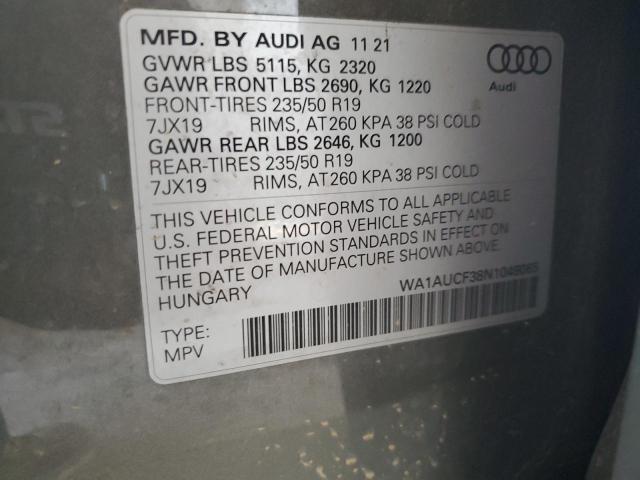 MFD. BY AUDI AG 11 21
GVWR LBS 5115, KG 2320
GAWR FRONT LBS 2690, KG 1220
FRONT-TIRES 235/50 R19
7JX19 RIMS, AT260 KPA 38 PSI COLD
GAWR REAR LBS 2646, KG 1200
REAR-TIRES 235/50 R19
7JX19 RIMS, AT260 KPA 38 PSI COLD
Audi
THIS VEHICLE CONFORMS TO ALL APPLICABLE
U.S. FEDERAL MOTOR VEHICLE SAFETY AND
THEFT PREVENTION STANDARDS IN EFFECT ON
THE DATE OF MANUFACTURE SHOWN ABOVE.
HUNGARY
WA1AUCF38N1049065
TYPE:
MPV